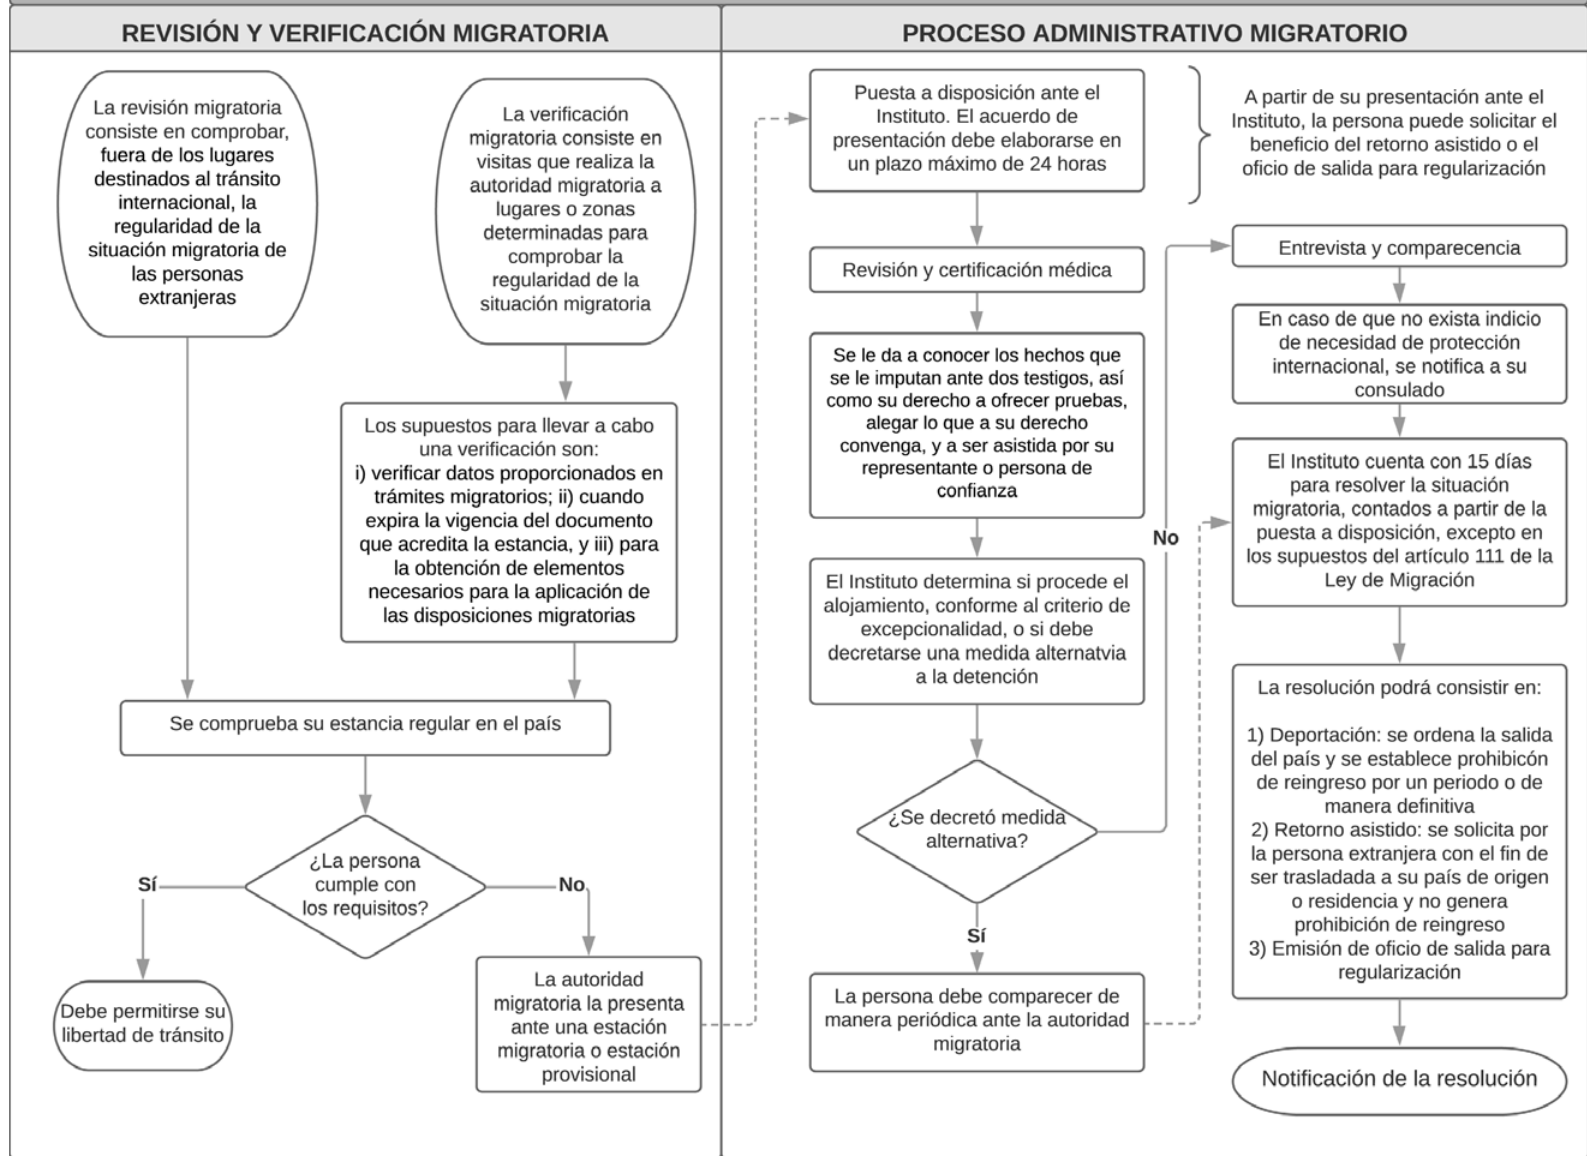 REVISIÓN Y VERIFICACIÓN MIGRATORIA
La revisión migratoria
consiste en comprobar,
fuera de los lugares
destinados al tránsito
internacional, la
regularidad de la
situación migratoria de
las personas
extranjeras
La verificación
migratoria consiste en
visitas que realiza la
autoridad migratoria a
lugares o zonas
determinadas para
comprobar la
regularidad de la
situación migratoria
Los supuestos para llevar a cabo
una verificación son:
i) verificar datos proporcionados en
trámites migratorios; ii) cuando
expira la vigencia del documento
que acredita la estancia, y iii) para
la obtención de elementos
necesarios para la aplicación de
las disposiciones migratorias
Se comprueba su estancia regular en el país
¿La persona
cumple con
los requisitos?
Sí
No
Debe permitirse su
libertad de tránsito
La autoridad
migratoria la presenta
ante una estación
migratoria o estación
provisional
PROCESO ADMINISTRATIVO MIGRATORIO
Puesta a disposición ante el
Instituto. El acuerdo de
presentación debe elaborarse en
un plazo máximo de 24 horas
A partir de su presentación ante el
Instituto, la persona puede solicitar el
beneficio del retorno asistido o el
oficio de salida para regularización
Revisión y certificación médica
Se le da a conocer los hechos que
se le imputan ante dos testigos, así
como su derecho a ofrecer pruebas,
alegar lo que a su derecho
convenga, y a ser asistida por su
representante o persona de
confianza
El Instituto determina si procede el
alojamiento, conforme al criterio de
excepcionalidad, o si debe
decretarse una medida alternatvia
a la detención
¿Se decretó medida
alternativa?
No
Sí
La persona debe comparecer de
manera periódica ante la autoridad
migratoria
Entrevista y comparecencia
En caso de que no exista indicio
de necesidad de protección
internacional, se notifica a su
consulado
El Instituto cuenta con 15 días
para resolver la situación
migratoria, contados a partir de la
puesta a disposición, excepto en
los supuestos del artículo 111 de la
Ley de Migración
La resolución podrá consistir en:
1) Deportación: se ordena la salida
del país y se establece prohibicón
de reingreso por un periodo o de
manera definitiva
2) Retorno asistido: se solicita por
la persona extranjera con el fin de
ser trasladada a su país de origen
o residencia y no genera
prohibición de reingreso
3) Emisión de oficio de salida para
regularización
Notificación de la resolución